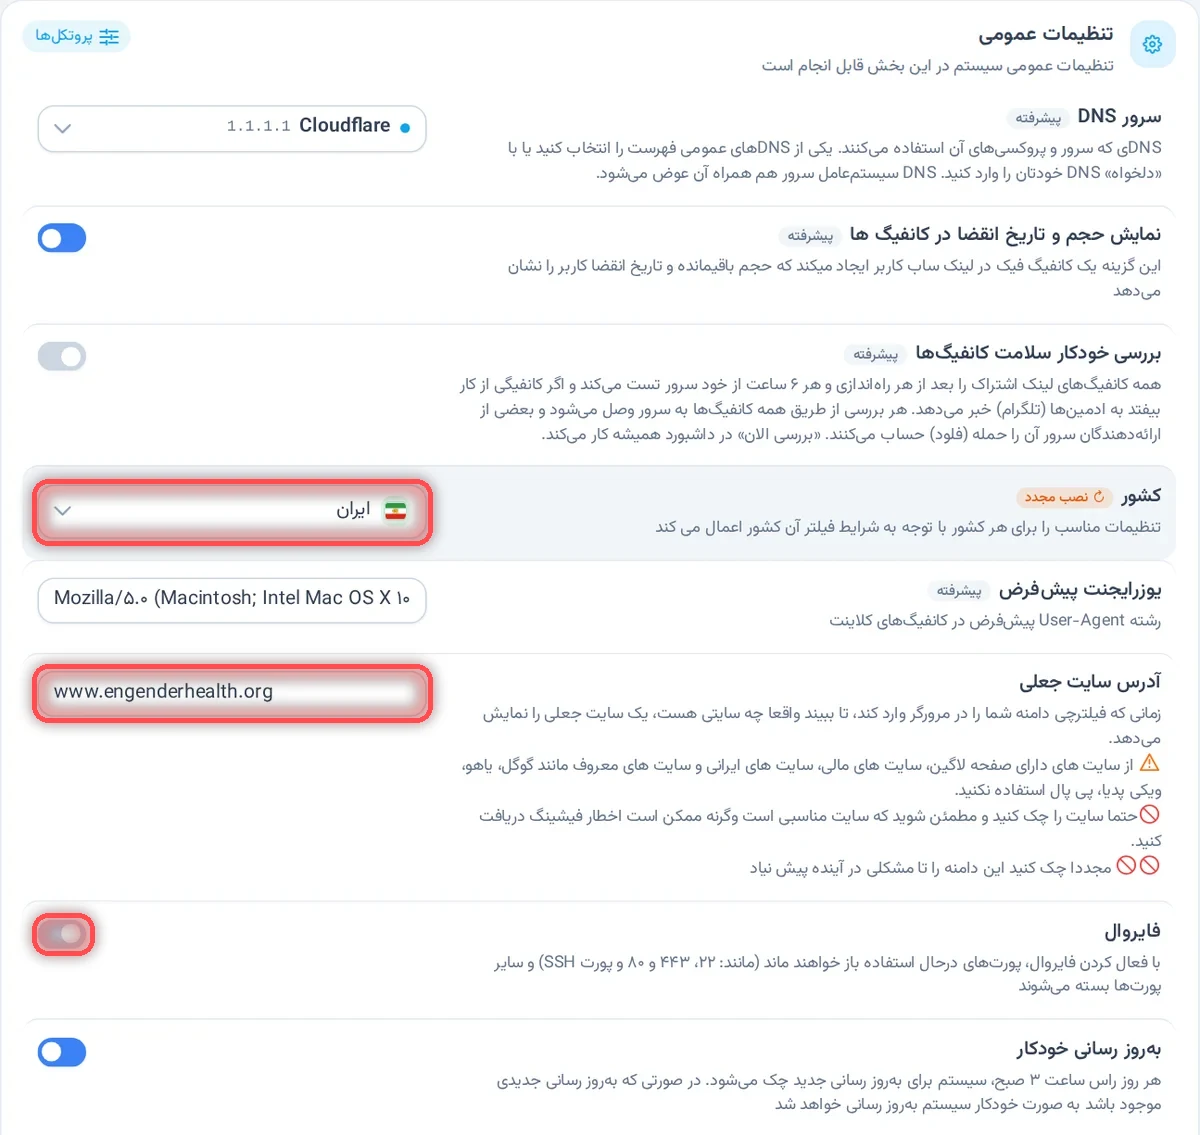 تنظیمات عمومی
تنظیمات عمومی سیستم در این بخش قابل انجام است
پروتکل‌ها
سرور DNS پیشرفته
DNSی که سرور و پروکسی‌های آن استفاده می‌کنند. یکی از DNSهای عمومی فهرست را انتخاب کنید یا با
«دلخواه» DNS خودتان را وارد کنید. DNS سیستم‌عامل سرور هم همراه آن عوض می‌شود.
Cloudflare 1.1.1.1
نمایش حجم و تاریخ انقضا در کانفیگ ها پیشرفته
این گزینه یک کانفیگ فیک در لینک ساب کاربر ایجاد میکند که حجم باقیمانده و تاریخ انقضا کاربر را نشان
می‌دهد
بررسی خودکار سلامت کانفیگ‌ها پیشرفته
همه کانفیگ‌های لینک اشتراک را بعد از هر راه‌اندازی و هر ۶ ساعت از خود سرور تست می‌کند و اگر کانفیگی از کار
بیفتد به ادمین‌ها (تلگرام) خبر می‌دهد. هر بررسی از طریق همه کانفیگ‌ها به سرور وصل می‌شود و بعضی از
ارائه‌دهندگان سرور آن را حمله (فلود) حساب می‌کنند. «بررسی الان» در داشبورد همیشه کار می‌کند.
کشور نصب مجدد
تنظیمات مناسب را برای هر کشور با توجه به شرایط فیلتر آن کشور اعمال می کند
ایران
یوزرایجنت پیش‌فرض پیشرفته
رشته User-Agent پیش‌فرض در کانفیگ‌های کلاینت
Mozilla/۵.۰ (Macintosh; Intel Mac OS X ۱۰
آدرس سایت جعلی
زمانی که فیلترچی دامنه شما را در مرورگر وارد کند، تا ببیند واقعا چه سایتی هست، یک سایت جعلی را نمایش
می‌دهد.
⚠ از سایت های دارای صفحه لاگین، سایت های مالی، سایت های ایرانی و سایت های معروف مانند گوگل، یاهو،
ویکی پدیا، پی پال استفاده نکنید.
🚫حتما سایت را چک کنید و مطمئن شوید که سایت مناسبی است وگرنه ممکن است اخطار فیشینگ دریافت
کنید.
🚫🚫 مجددا چک کنید این دامنه را تا مشکلی در آینده پیش نیاد
www.engenderhealth.org
فایروال
با فعال کردن فایروال، پورت‌های درحال استفاده باز خواهند ماند (مانند: ۲۲، ۴۴۳ و ۸۰ و پورت SSH) و سایر
پورت‌ها بسته می‌شوند
به‌روز رسانی خودکار
هر روز راس ساعت ۳ صبح، سیستم برای به‌روز رسانی جدید چک می‌شود. در صورتی که به‌روز رسانی جدیدی
موجود باشد به صورت خودکار سیستم به‌روز رسانی خواهد شد